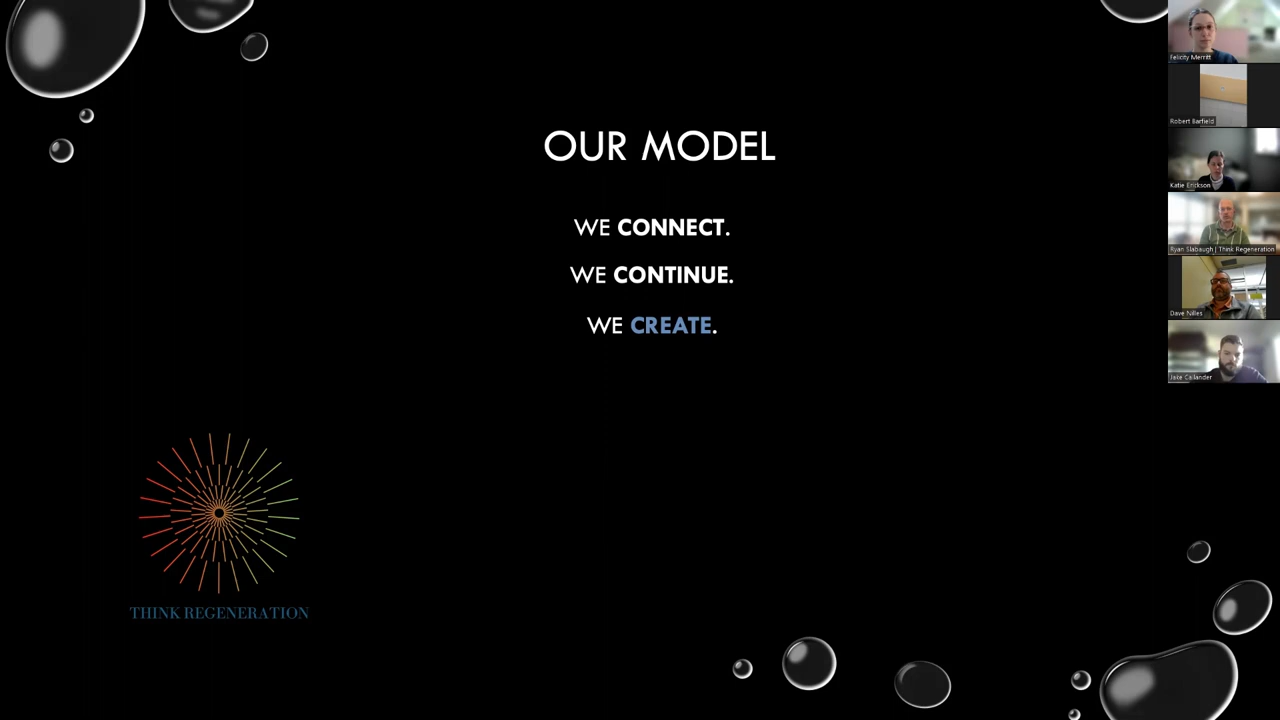 OUR MODEL
WE CONNECT.
WE CONTINUE.
WE CREATE.
THINK REGENERATION
Felicity Merritt
Robert Barfield
Katie Erickson
Ryan Slabaugh | Think Regeneration
Dave Nilles
Jake Callander